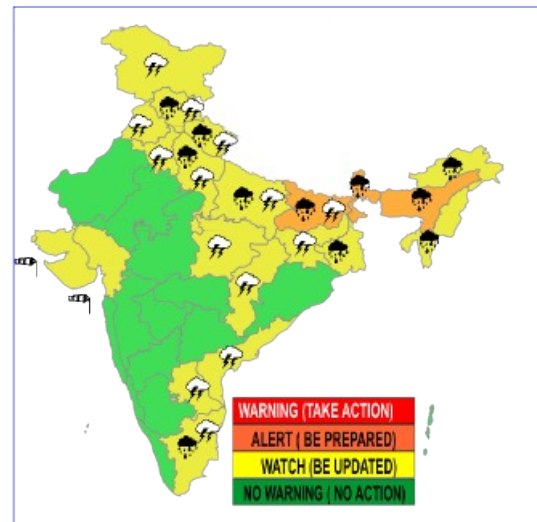 WARNING (TAKE ACTION)
ALERT ( BE PREPARED)
WATCH (BE UPDATED)
NO WARNING ( NO ACTION)